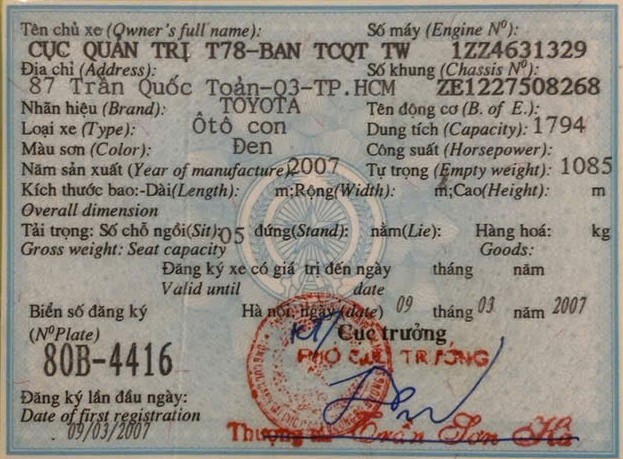 Tên chủ xe (Owner's full name): Số máy (Engine Nº):
CỤC QUẢN TRỊ T78-BAN TCQT TW 1ZZ4631329
Địa chỉ (Address): Số khung (Chassis Nº):
87 Trần Quốc Toản-Q3-TP.HCM ZE1227508268
Nhãn hiệu (Brand): TOYOTA Tên động cơ (B. of E.):
Loại xe (Type): Ôtô con Dung tích (Capacity): 1794
Màu sơn (Color): Đen Công suất (Horsepower):
Năm sản xuất (Year of manufacture) 2007 Tự trọng (Empty weight): 1085
Kích thước bao:-Dài(Length): m;Rộng(Width): m;Cao(Height): m
Overall dimension
Tải trọng: Số chỗ ngồi(Sit): 05 đứng(Stand): nằm(Lie): Hàng hoá: kg
Gross weight: Seat capacity Goods:
Đăng ký xe có giá trị đến ngày tháng năm
Valid until date
Biển số đăng ký Hà nội, ngày (date) 09 tháng 03 năm 2007
(NºPlate) KT/ Cục trưởng
80B-4416 PHÓ CỤC TRƯỞNG
Đăng ký lần đầu ngày:
Date of first registration
09/03/2007 Thượng tá Trần Sơn Hà